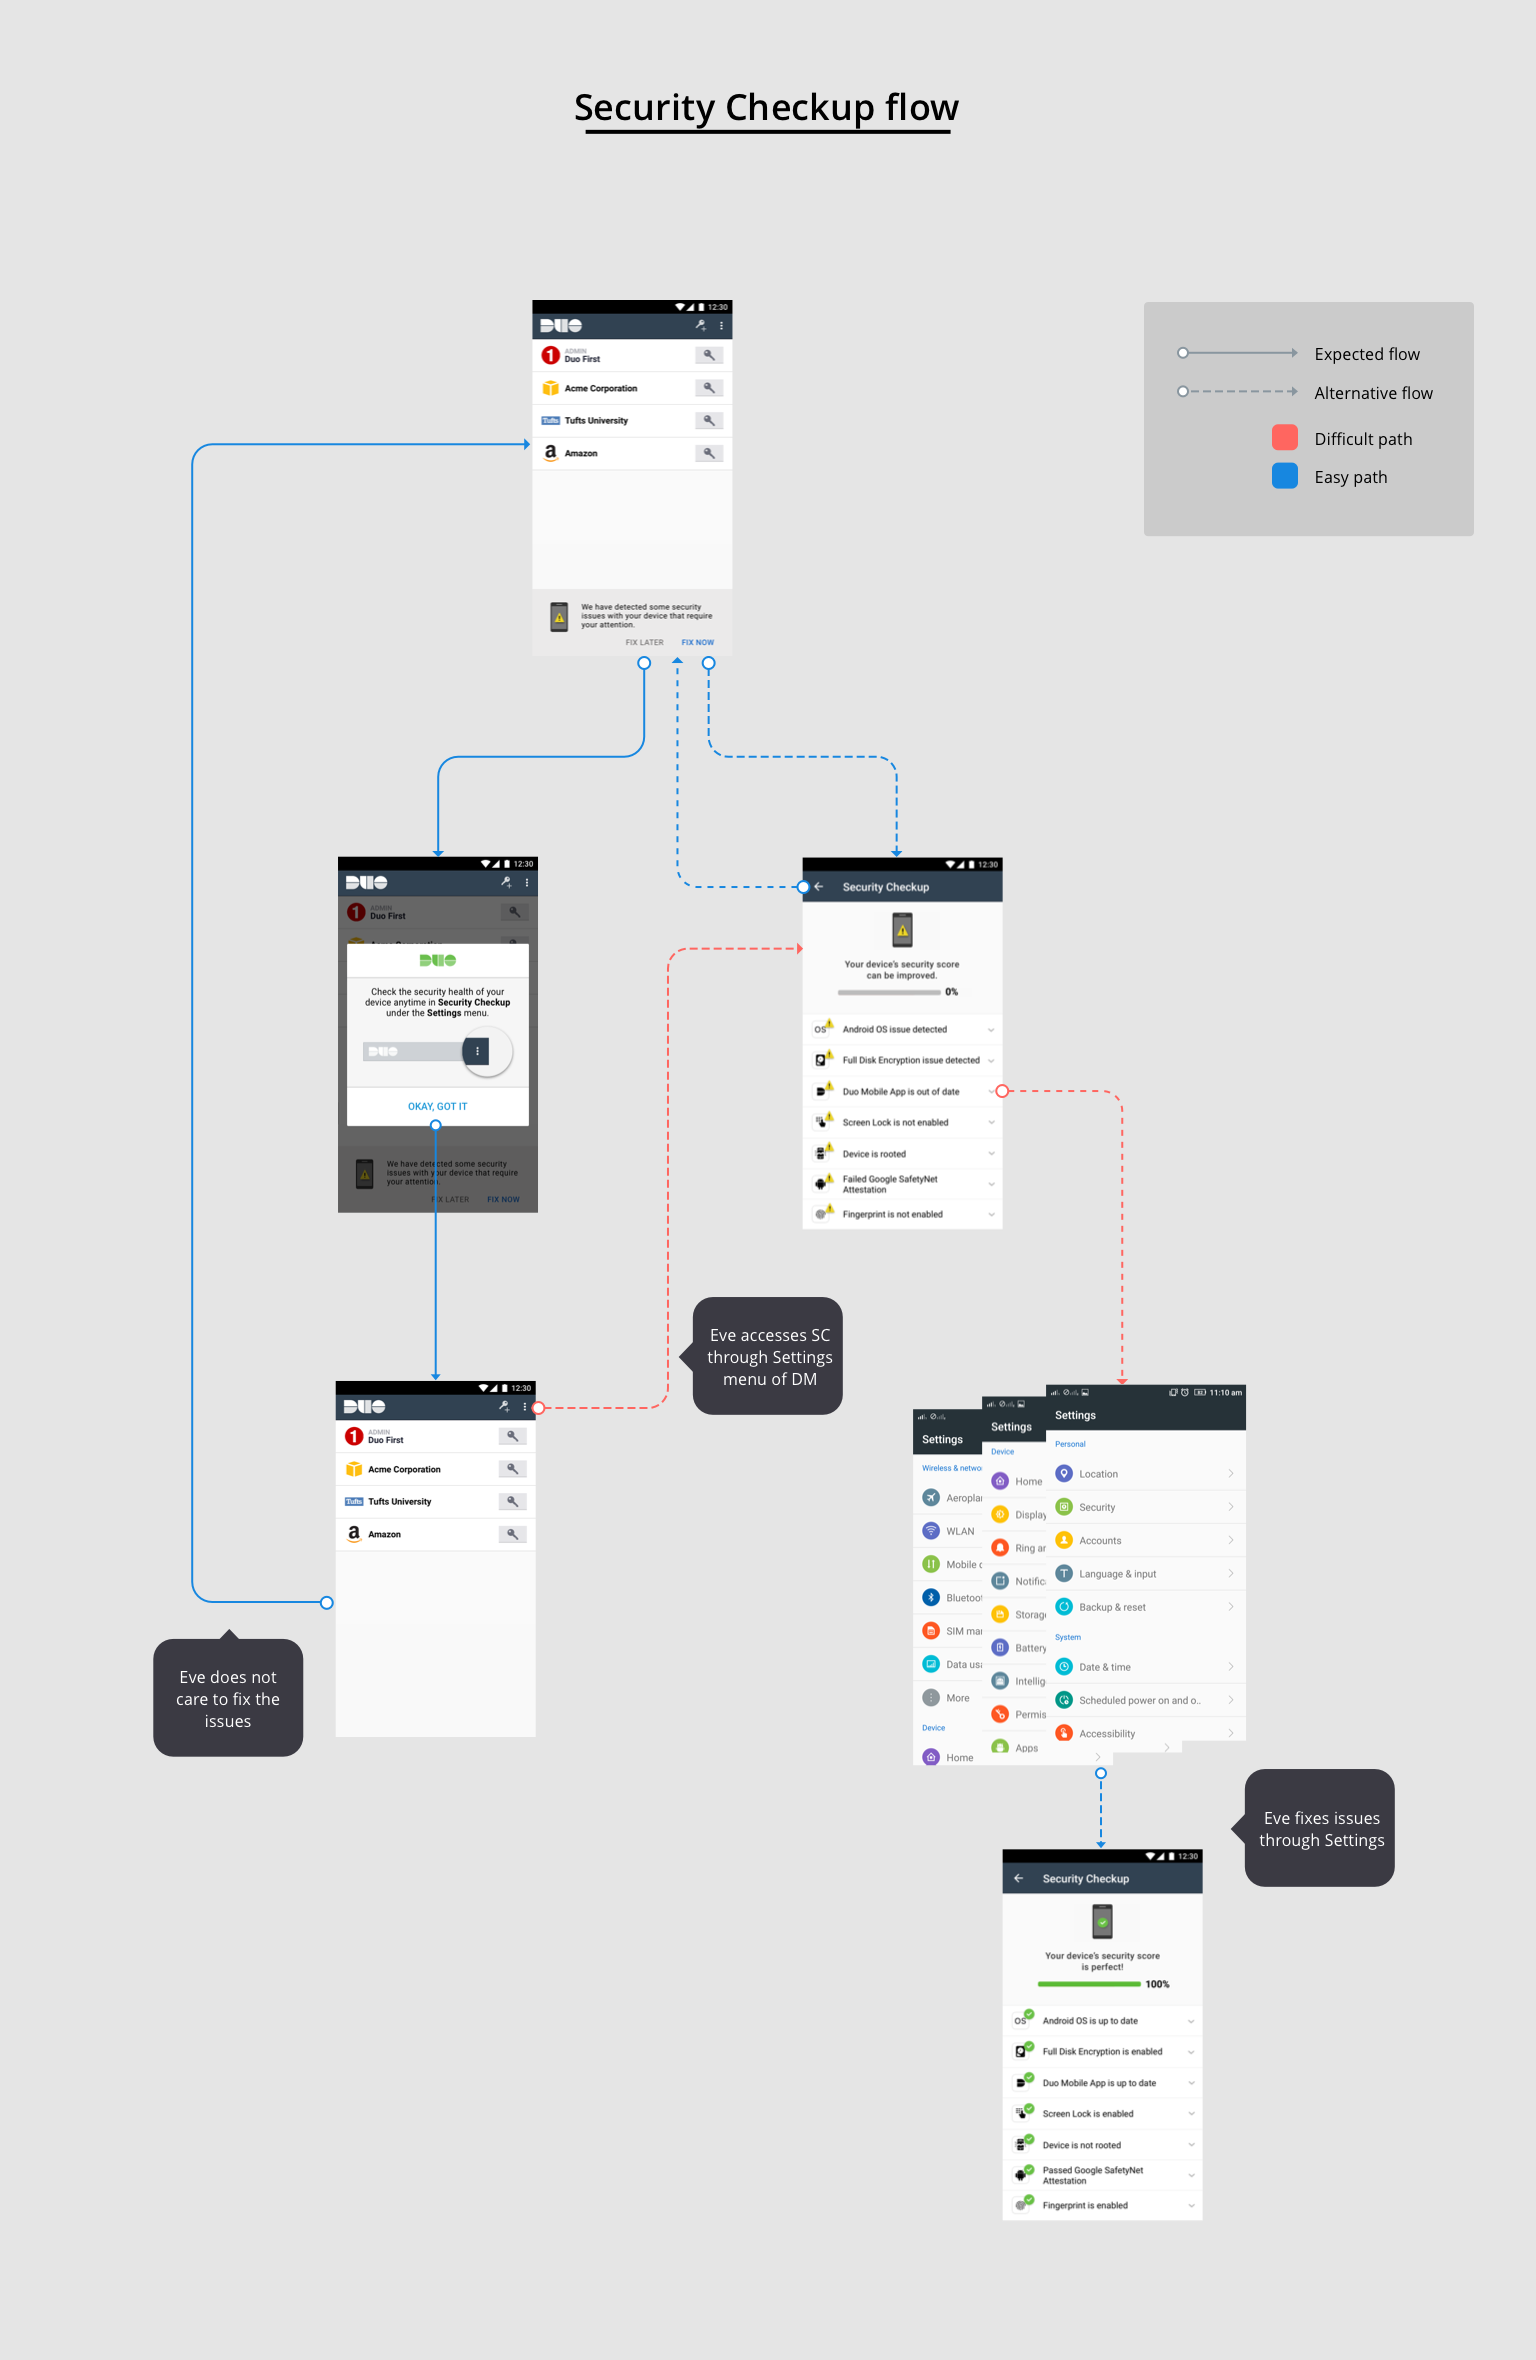 Security Checkup flow
Expected flow
Alternative flow
Difficult path
Easy path
12:30
DUO
ADMIN
Duo First
Acme Corporation
Tufts
Tufts University
Amazon
We have detected some security
issues with your device that require
your attention.
FIX LATER
FIX NOW
12:30
DUO
ADMIN
Duo First
DUO
Check the security health of your
device anytime in Security Checkup
under the Settings menu.
DUO
OKAY, GOT IT
We have detected some security
issues with your device that require
your attention.
FIX LATER
FIX NOW
12:30
Security Checkup
Your device's security score
can be improved.
0%
OS
Android OS issue detected
Full Disk Encryption issue detected
Duo Mobile App is out of date
Screen Lock is not enabled
Device is rooted
Failed Google SafetyNet
Attestation
Fingerprint is not enabled
Eve accesses SC
through Settings
menu of DM
12:30
DUO
ADMIN
Duo First
Acme Corporation
Tufts
Tufts University
Amazon
Eve does not
care to fix the
issues
Settings
Wireless & netwo
Aeropla
WLAN
Mobile
Bluetoot
SIM ma
Data us
More
Device
Home
Settings
Device
Home
Display
Ring a
Notific
Storag
Battery
Intellig
Permis
Apps
11:10 am
Settings
Personal
Location
Security
Accounts
Language & input
Backup & reset
System
Date & time
Scheduled power on and o..
Accessibility
Eve fixes issues
through Settings
12:30
Security Checkup
Your device's security score
is perfect!
100%
OS
Android OS is up to date
Full Disk Encryption is enabled
Duo Mobile App is up to date
Screen Lock is enabled
Device is not rooted
Passed Google SafetyNet
Attestation
Fingerprint is enabled